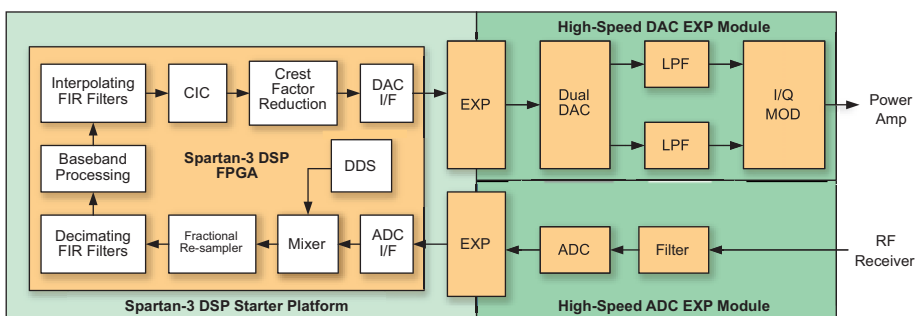 High-Speed DAC EXP Module
Interpolating
FIR Filters
CIC
Crest
Factor
Reduction
DAC
I/F
EXP
Dual
DAC
LPF
LPF
I/Q
MOD
Power
Amp
Baseband
Processing
Spartan-3 DSP
FPGA
DDS
Decimating
FIR Filters
Fractional
Re-sampler
Mixer
ADC
I/F
EXP
ADC
Filter
RF
Receiver
Spartan-3 DSP Starter Platform
High-Speed ADC EXP Module